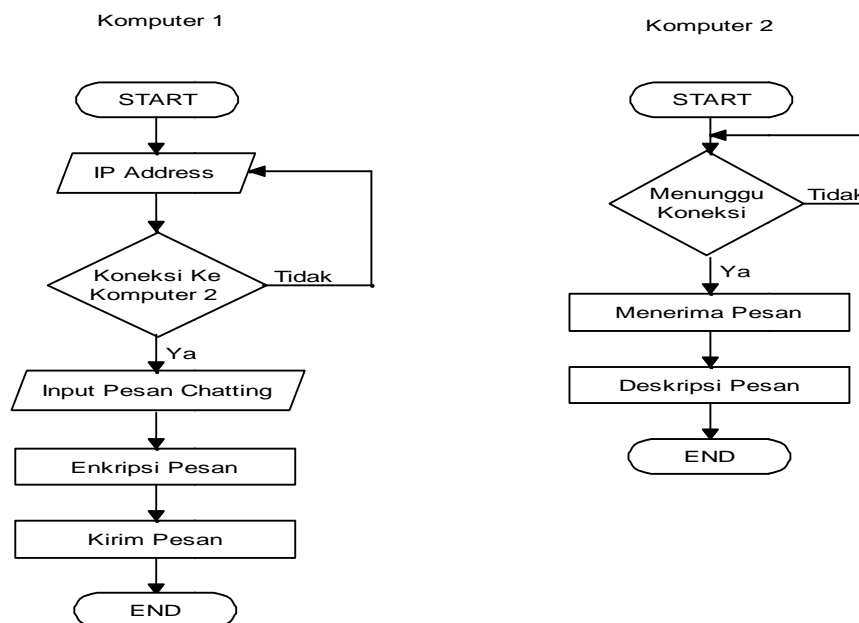 Komputer 1
START
IP Address
Koneksi Ke
Komputer 2
Tidak
Ya
Input Pesan Chatting
Enkripsi Pesan
Kirim Pesan
END
Komputer 2
START
Menunggu
Koneksi
Tidak
Ya
Menerima Pesan
Deskripsi Pesan
END